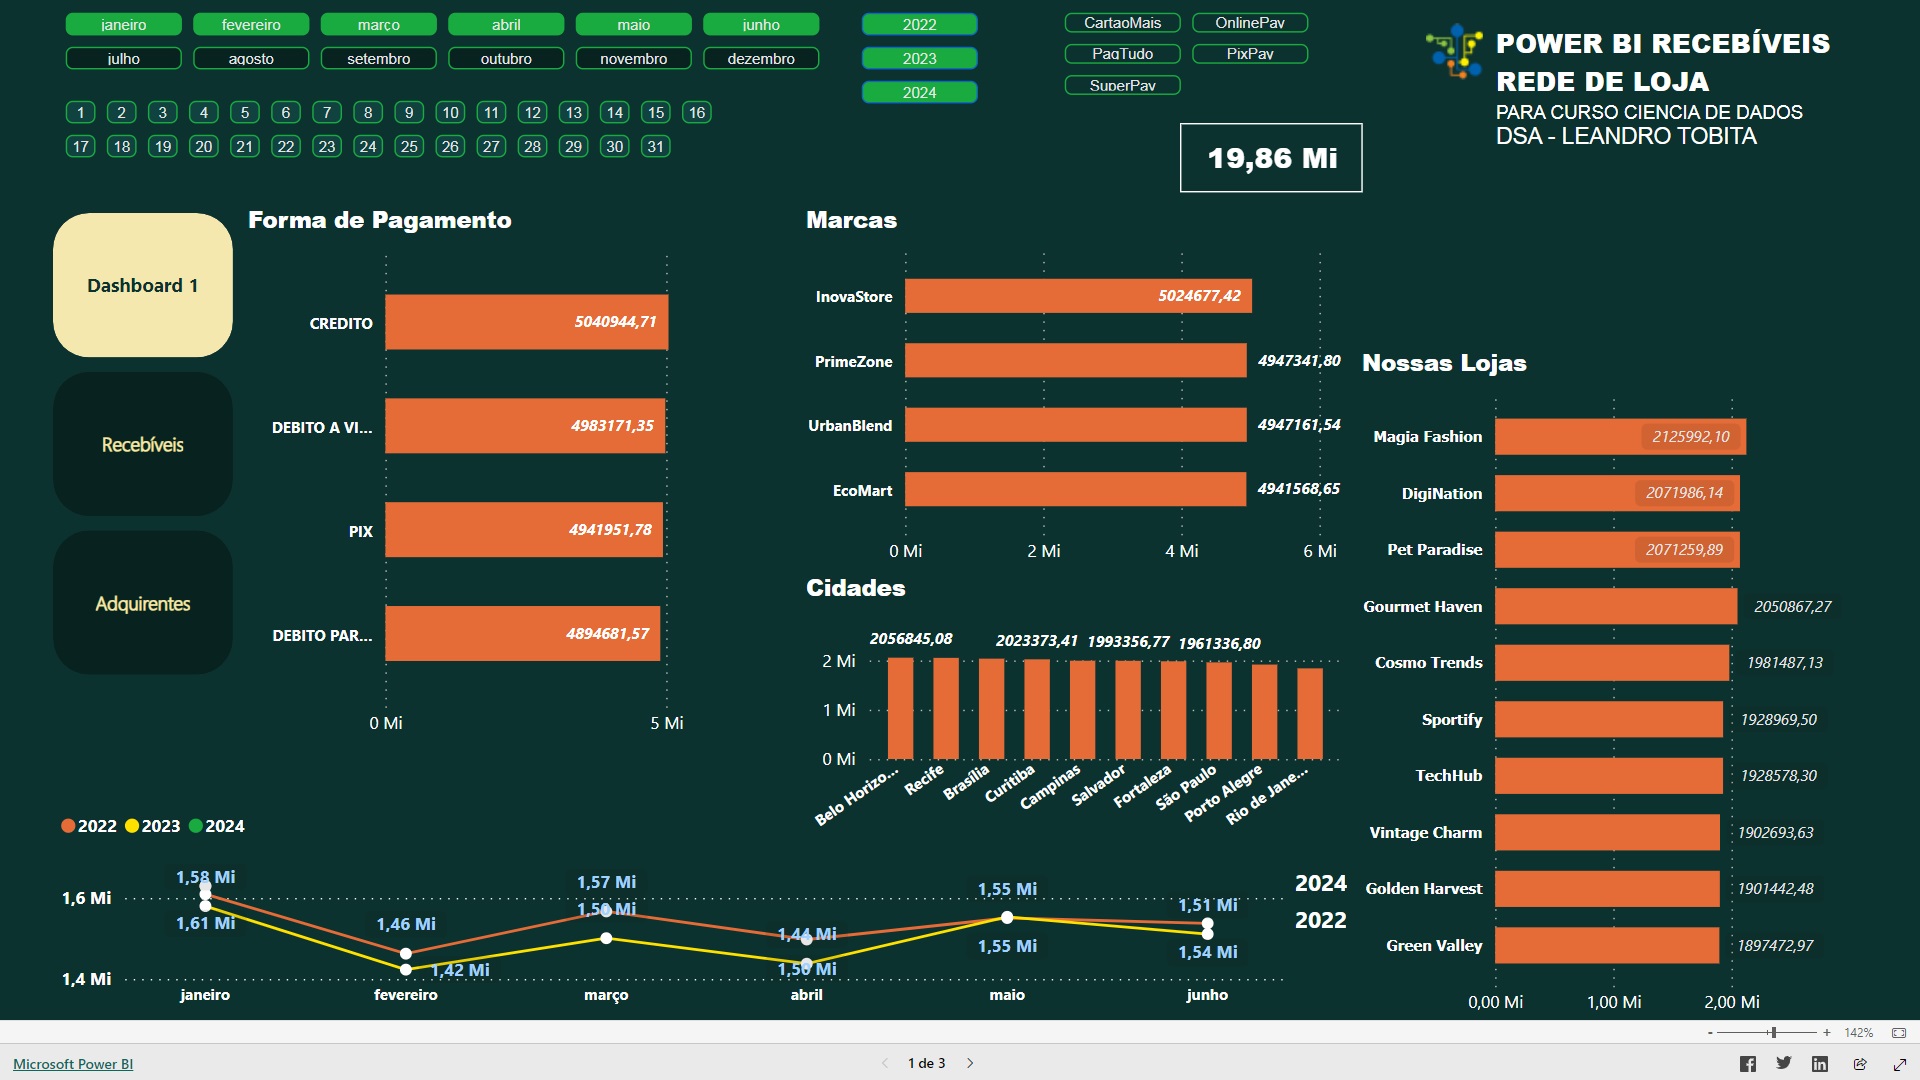 janeiro fevereiro março abril maio junho
julho agosto setembro outubro novembro dezembro
1 2 3 4 5 6 7 8 9 10 11 12 13 14 15 16
17 18 19 20 21 22 23 24 25 26 27 28 29 30 31
2022
2023
2024
CartaoMais OnlinePay
PagTudo PixPay
SuperPay
POWER BI RECEBÍVEIS
REDE DE LOJA
PARA CURSO CIENCIA DE DADOS
DSA - LEANDRO TOBITA
19,86 Mi
Dashboard 1
Recebíveis
Adquirentes
Forma de Pagamento
CREDITO 5040944,71
DEBITO A VI... 4983171,35
PIX 4941951,78
DEBITO PAR... 4894681,57
0 Mi 5 Mi
Marcas
InovaStore 5024677,42
PrimeZone 4947341,80
UrbanBlend 4947161,54
EcoMart 4941568,65
0 Mi 2 Mi 4 Mi 6 Mi
Cidades
2056845,08 2023373,41 1993356,77 1961336,80
2 Mi
1 Mi
0 Mi
Belo Horizo... Recife Brasília Curitiba Campinas Salvador Fortaleza São Paulo Porto Alegre Rio de Jane...
Nossas Lojas
Magia Fashion 2125992,10
DigiNation 2071986,14
Pet Paradise 2071259,89
Gourmet Haven 2050867,27
Cosmo Trends 1981487,13
Sportify 1928969,50
TechHub 1928578,30
Vintage Charm 1902693,63
Golden Harvest 1901442,48
Green Valley 1897472,97
0,00 Mi 1,00 Mi 2,00 Mi
2022 2023 2024
1,6 Mi
1,4 Mi
1,58 Mi
1,61 Mi
1,46 Mi
1,42 Mi
1,57 Mi
1,50 Mi
1,44 Mi
1,50 Mi
1,55 Mi
1,55 Mi
1,51 Mi
1,54 Mi
2024
2022
janeiro fevereiro março abril maio junho
- + 142%
Microsoft Power BI
1 de 3